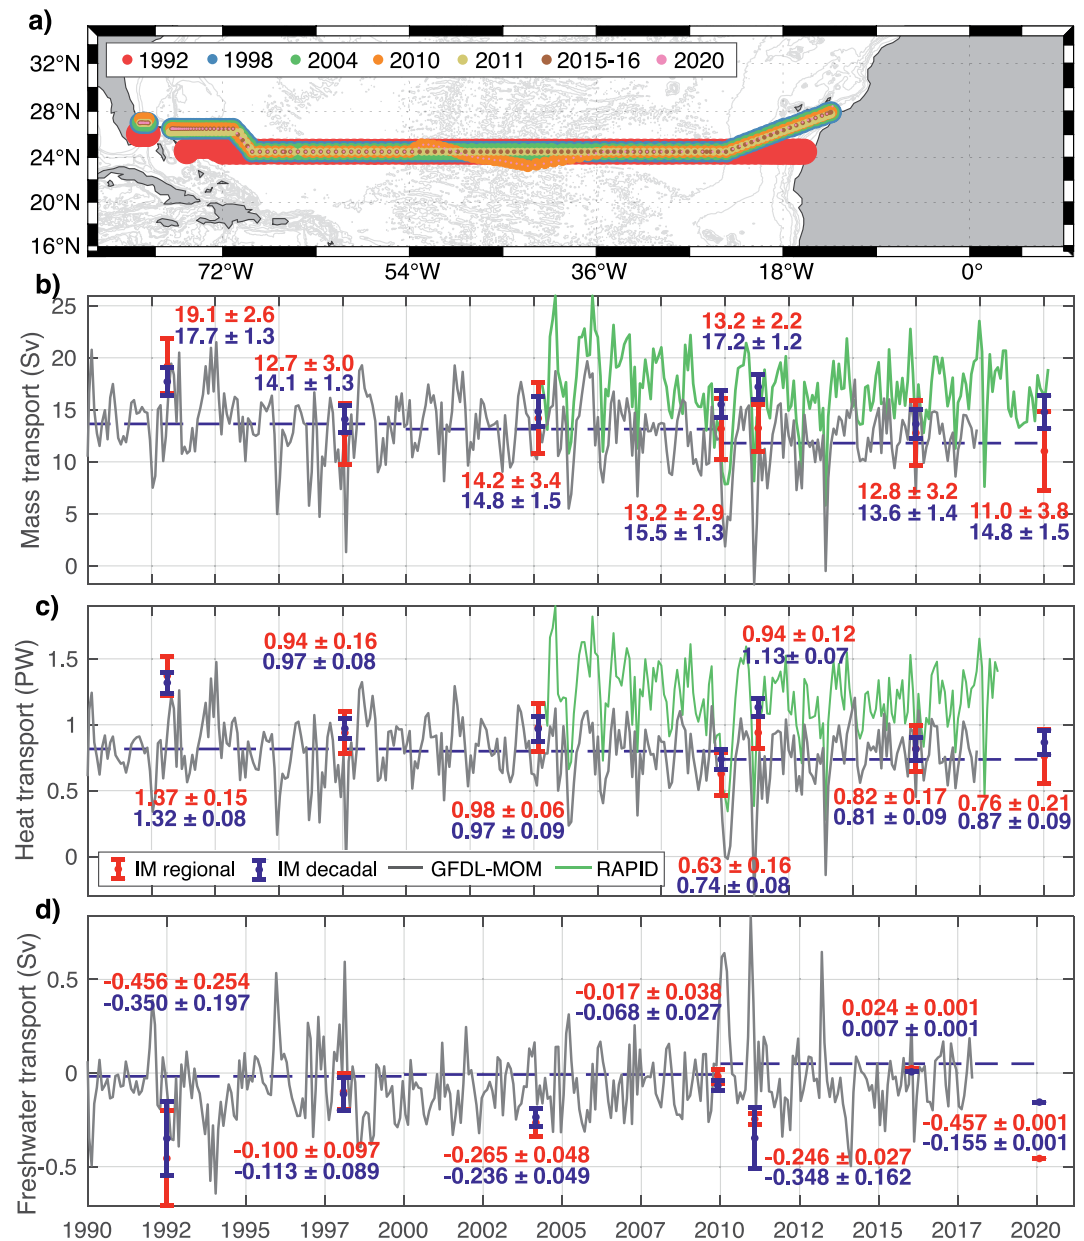 a)
1992 1998 2004 2010 2011 2015-16 2020
32°N
28°N
24°N
20°N
16°N
72°W 54°W 36°W 18°W 0°
b)
Mass transport (Sv)
25
20
15
10
5
0
19.1 ± 2.6
17.7 ± 1.3
12.7 ± 3.0
14.1 ± 1.3
14.2 ± 3.4
14.8 ± 1.5
13.2 ± 2.9
15.5 ± 1.3
13.2 ± 2.2
17.2 ± 1.2
12.8 ± 3.2
13.6 ± 1.4
11.0 ± 3.8
14.8 ± 1.5
c)
Heat transport (PW)
1.5
1
0.5
0
1.37 ± 0.15
1.32 ± 0.08
0.94 ± 0.16
0.97 ± 0.08
0.98 ± 0.06
0.97 ± 0.09
0.63 ± 0.16
0.74 ± 0.08
0.94 ± 0.12
1.13± 0.07
0.82 ± 0.17
0.81 ± 0.09
0.76 ± 0.21
0.87 ± 0.09
IM regional IM decadal GFDL-MOM RAPID
d)
Freshwater transport (Sv)
0.5
0
-0.5
-0.456 ± 0.254
-0.350 ± 0.197
-0.100 ± 0.097
-0.113 ± 0.089
-0.265 ± 0.048
-0.236 ± 0.049
-0.017 ± 0.038
-0.068 ± 0.027
-0.246 ± 0.027
-0.348 ± 0.162
0.024 ± 0.001
0.007 ± 0.001
-0.457 ± 0.001
-0.155 ± 0.001
1990 1992 1995 1997 2000 2002 2005 2007 2010 2012 2015 2017 2020